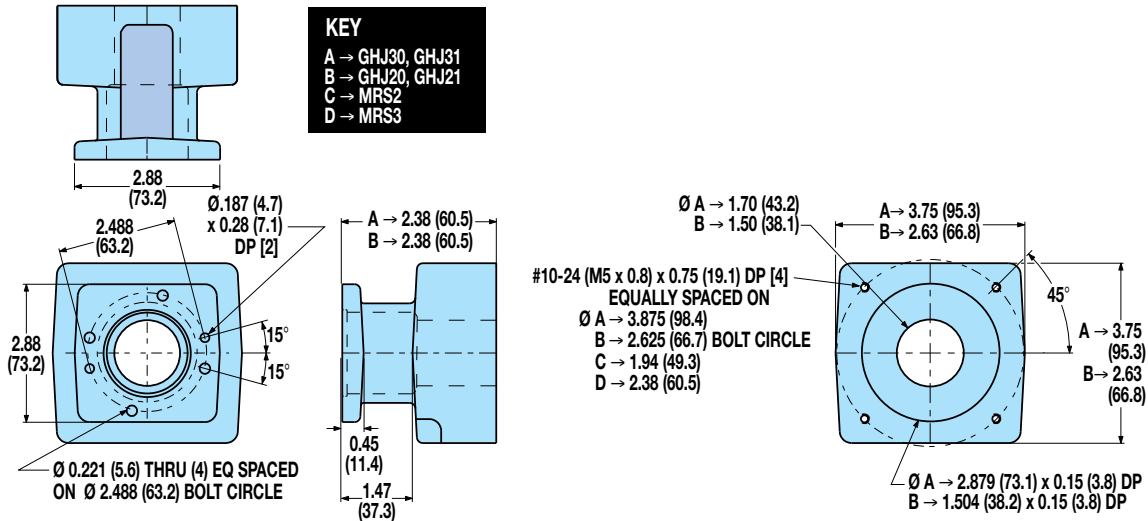 KEY
A → GHJ30, GHJ31
B → GHJ20, GHJ21
C → MRS2
D → MRS3
2.88
(73.2)
2.488
(63.2)
Ø.187 (4.7)
x 0.28 (7.1)
DP [2]
2.88
(73.2)
15°
15°
Ø 0.221 (5.6) THRU (4) EQ SPACED
ON Ø 2.488 (63.2) BOLT CIRCLE
A → 2.38 (60.5)
B → 2.38 (60.5)
0.45
(11.4)
1.47
(37.3)
Ø A → 1.70 (43.2)
B → 1.50 (38.1)
A→ 3.75 (95.3)
B→ 2.63 (66.8)
#10-24 (M5 x 0.8) x 0.75 (19.1) DP [4]
EQUALLY SPACED ON
Ø A → 3.875 (98.4)
B → 2.625 (66.7) BOLT CIRCLE
C → 1.94 (49.3)
D → 2.38 (60.5)
45°
A → 3.75
(95.3)
B→ 2.63
(66.8)
Ø A → 2.879 (73.1) x 0.15 (3.8) DP
B → 1.504 (38.2) x 0.15 (3.8) DP